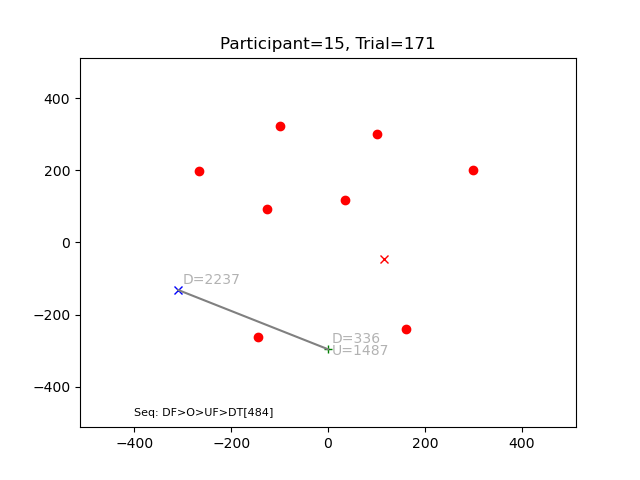 Participant=15, Trial=171
400
200
0
−200
−400
D=2237
D=336
U=1487
Seq: DF>O>UF>DT[484]
−400 −200 0 200 400